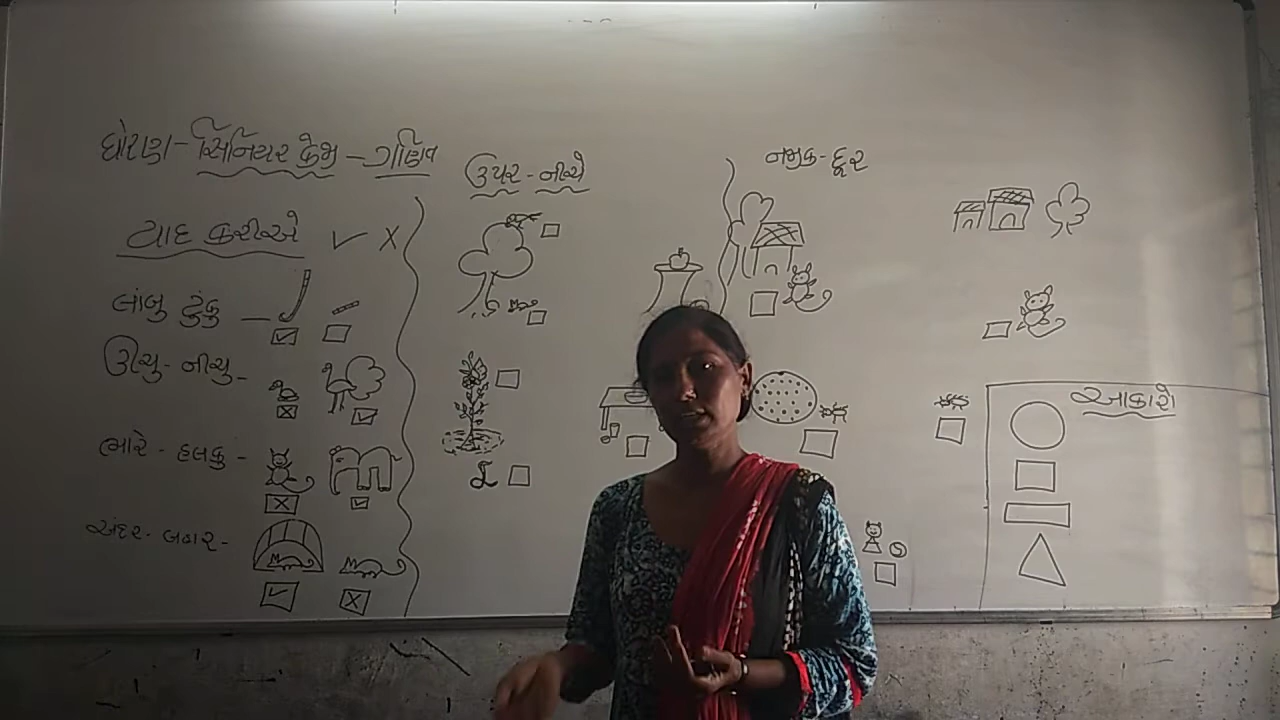 ધોરણ - સિનિયર કેજી - ગણિત
યાદ કરીએ ✓ X
લાંબુ ટુંકુ -
ઊંચુ - નીચુ -
ભારે - હલકુ -
અંદર - બહાર -
ઉપર - નીચે
નજીક - દૂર
આકારો